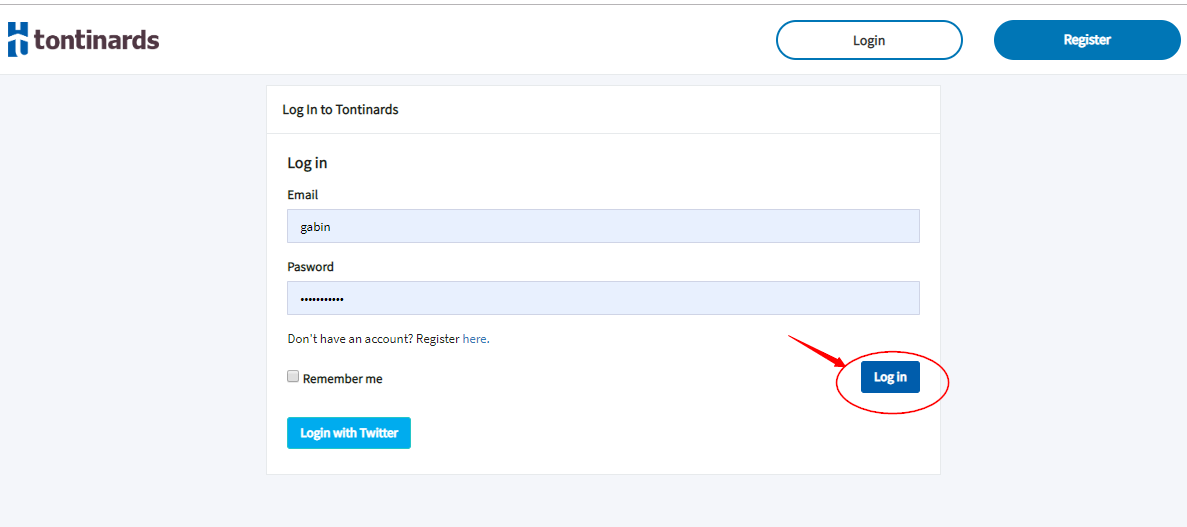 tontinards
Login
Register
Log In to Tontinards
Log in
Email
gabin
Pasword
•••••••••••
Don't have an account? Register here.
Remember me
Log in
Login with Twitter